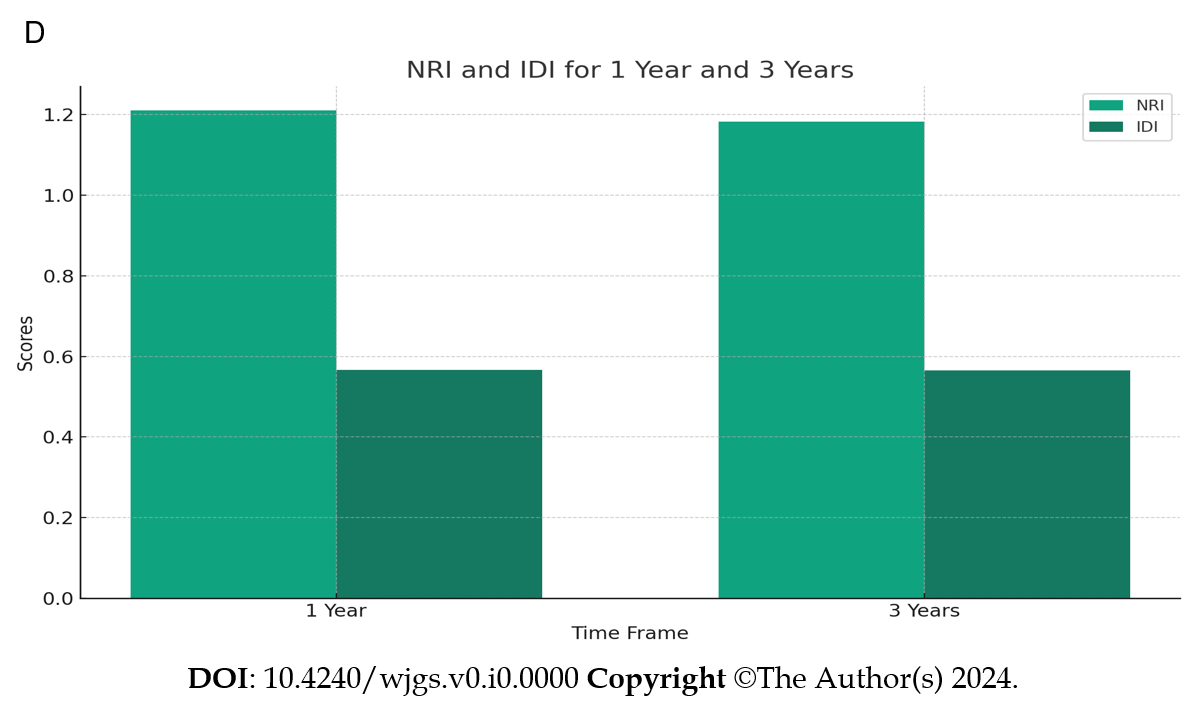 D
NRI and IDI for 1 Year and 3 Years
NRI
IDI
1.2
1.0
0.8
0.6
0.4
0.2
0.0
Scores
1 Year
3 Years
Time Frame
DOI: 10.4240/wjgs.v0.i0.0000 Copyright ©The Author(s) 2024.